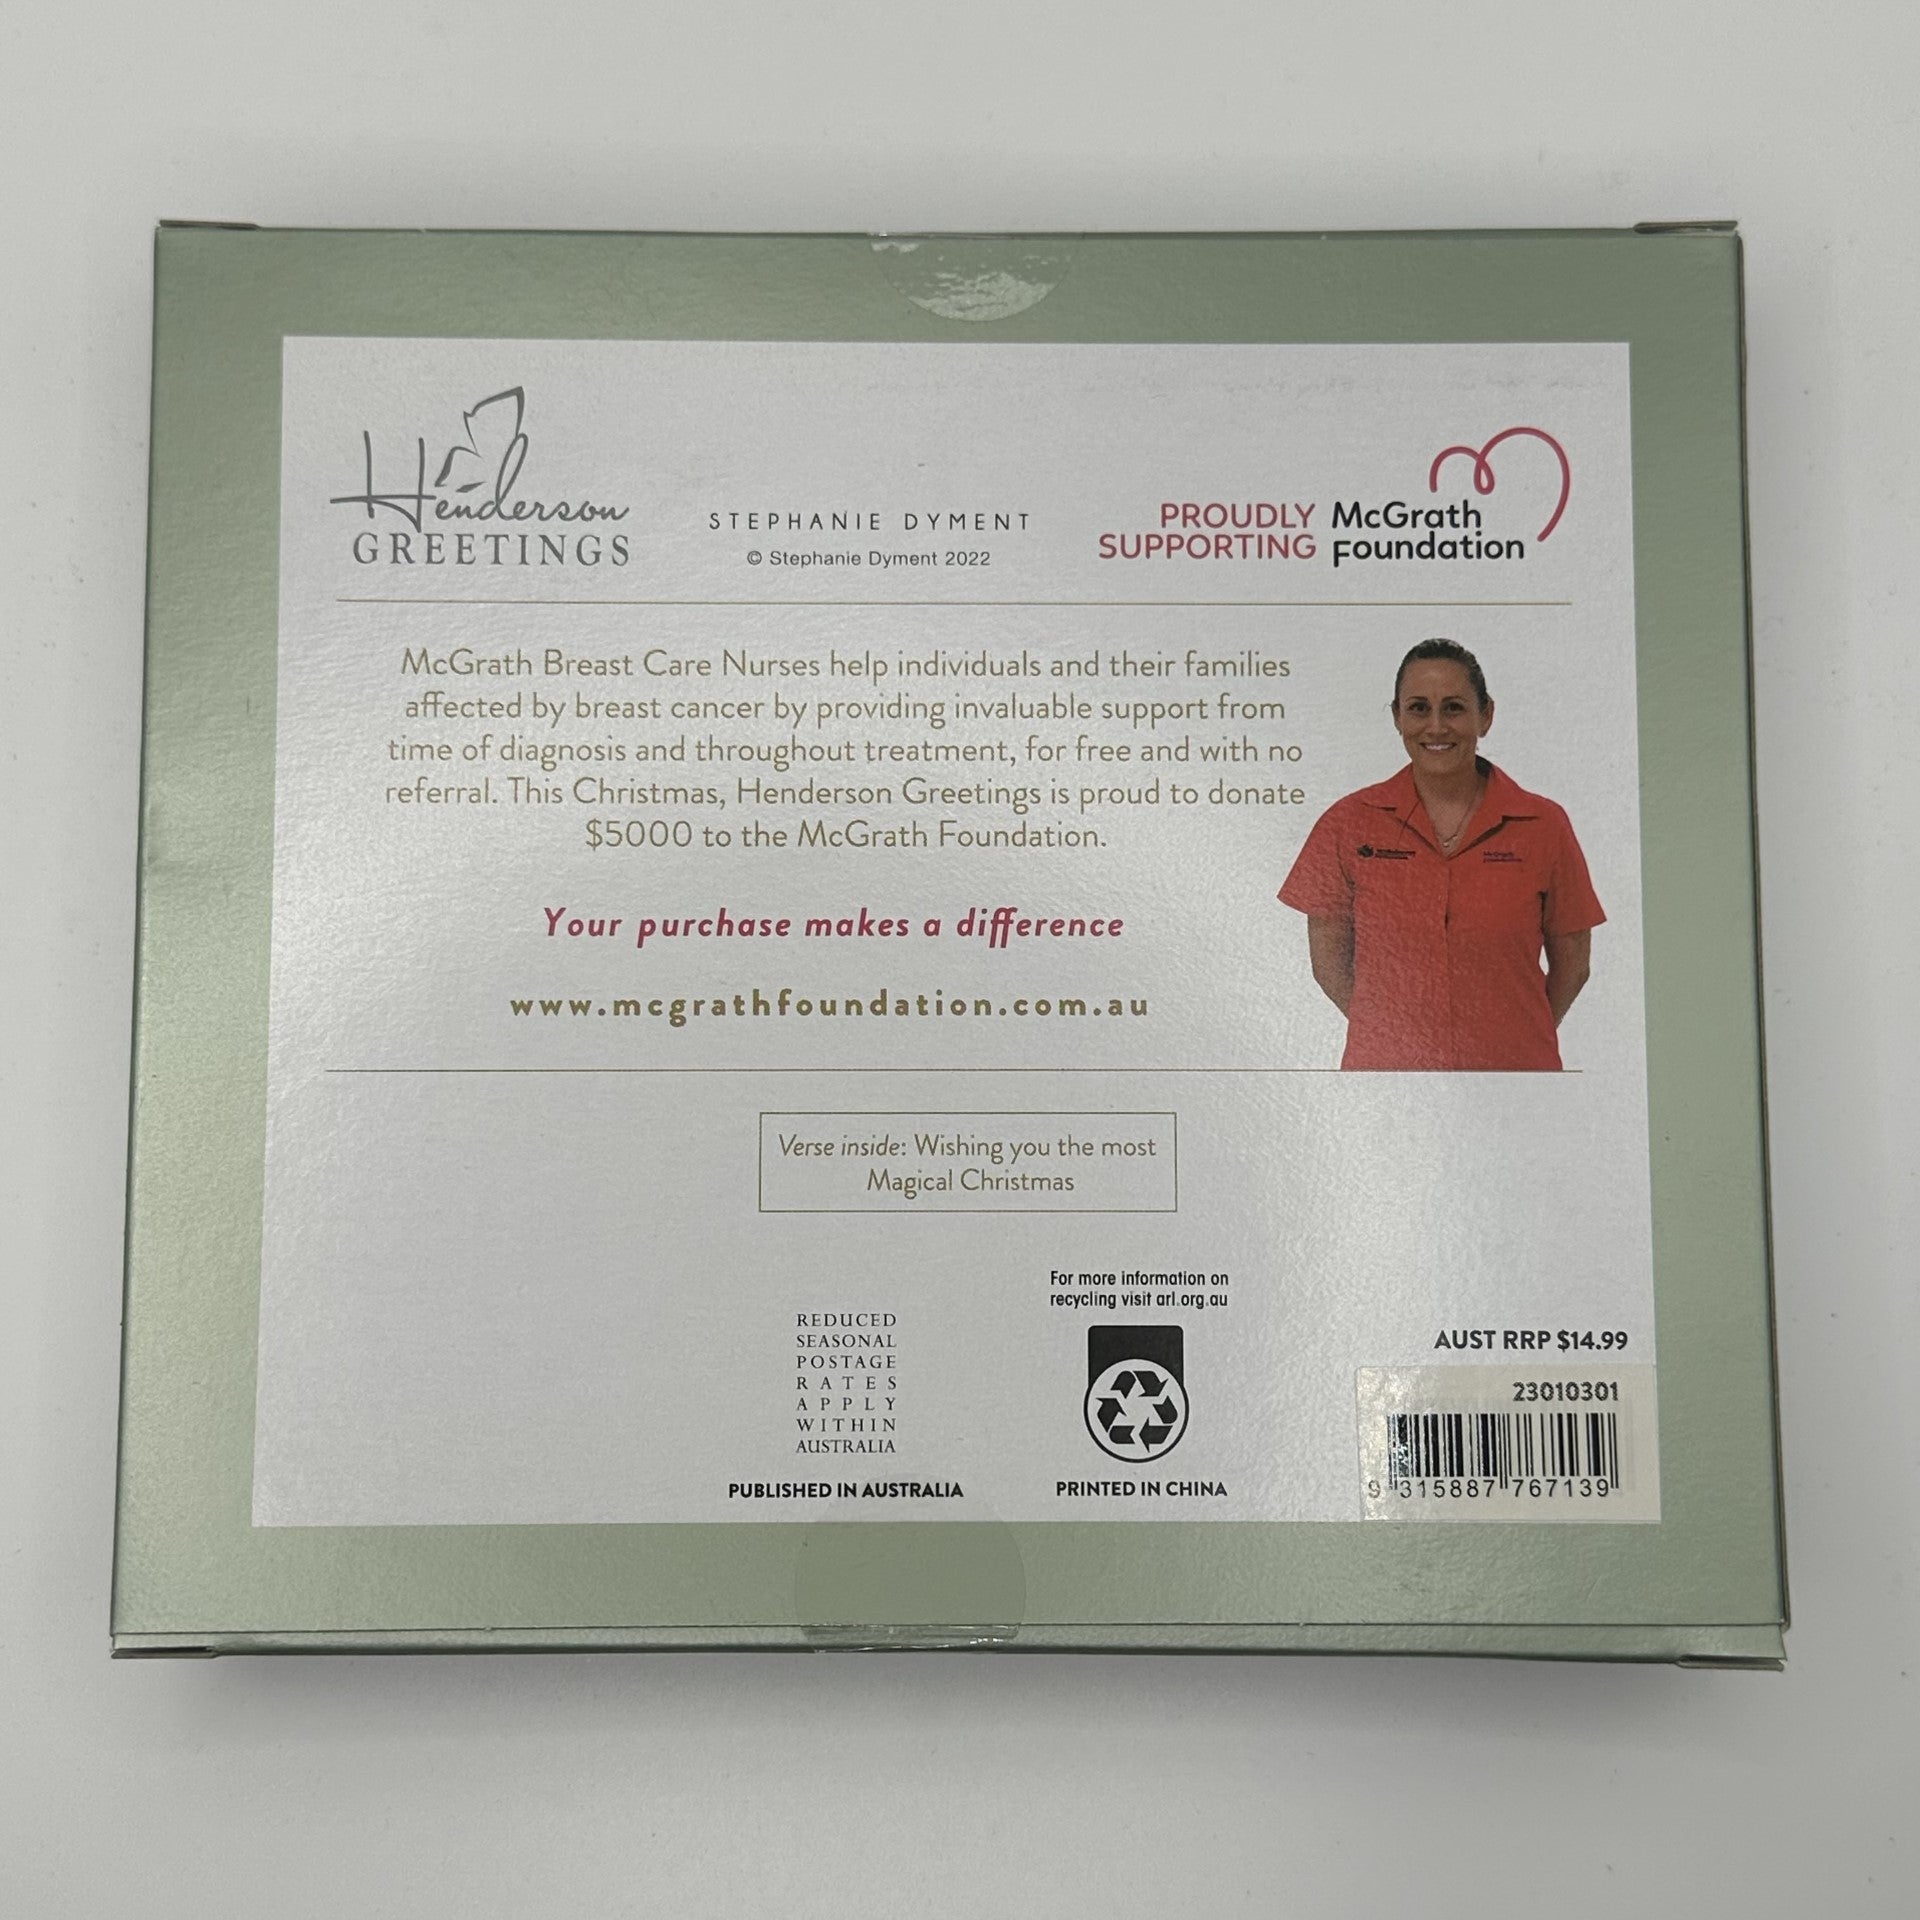 Henderson
GREETINGS
STEPHANIE DYMENT
© Stephanie Dyment 2022
PROUDLY
SUPPORTING
McGrath
Foundation
McGrath Breast Care Nurses help individuals and their families
affected by breast cancer by providing invaluable support from
time of diagnosis and throughout treatment, for free and with no
referral. This Christmas, Henderson Greetings is proud to donate
$5000 to the McGrath Foundation.
Your purchase makes a difference
www.mcgrathfoundation.com.au
Verse inside: Wishing you the most
Magical Christmas
REDUCED
SEASONAL
POSTAGE
RATES
APPLY
WITHIN
AUSTRALIA
PUBLISHED IN AUSTRALIA
For more information on
recycling visit arl.org.au
PRINTED IN CHINA
AUST RRP $14.99
23010301
9 315887 767139